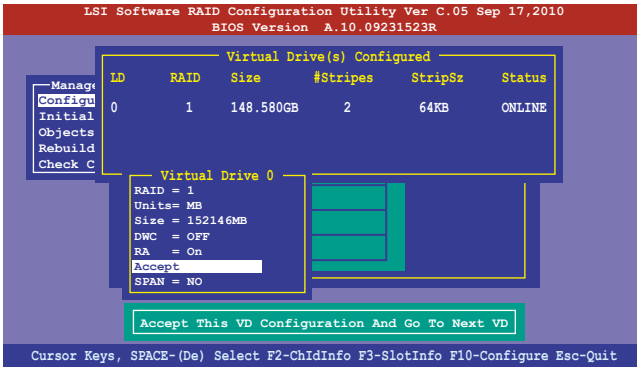 LSI Software RAID Configuration Utility Ver C.05 Sep 17,2010
BIOS Version A.10.09231523R
Virtual Drive(s) Configured
LD RAID Size #Stripes StripSz Status
0 1 148.580GB 2 64KB ONLINE
Manage
Configu
Initial
Objects
Rebuild
Check C
Virtual Drive 0
RAID = 1
Units= MB
Size = 152146MB
DWC = OFF
RA = On
Accept
SPAN = NO
Accept This VD Configuration And Go To Next VD
Cursor Keys, SPACE-(De) Select F2-ChIdInfo F3-SlotInfo F10-Configure Esc-Quit